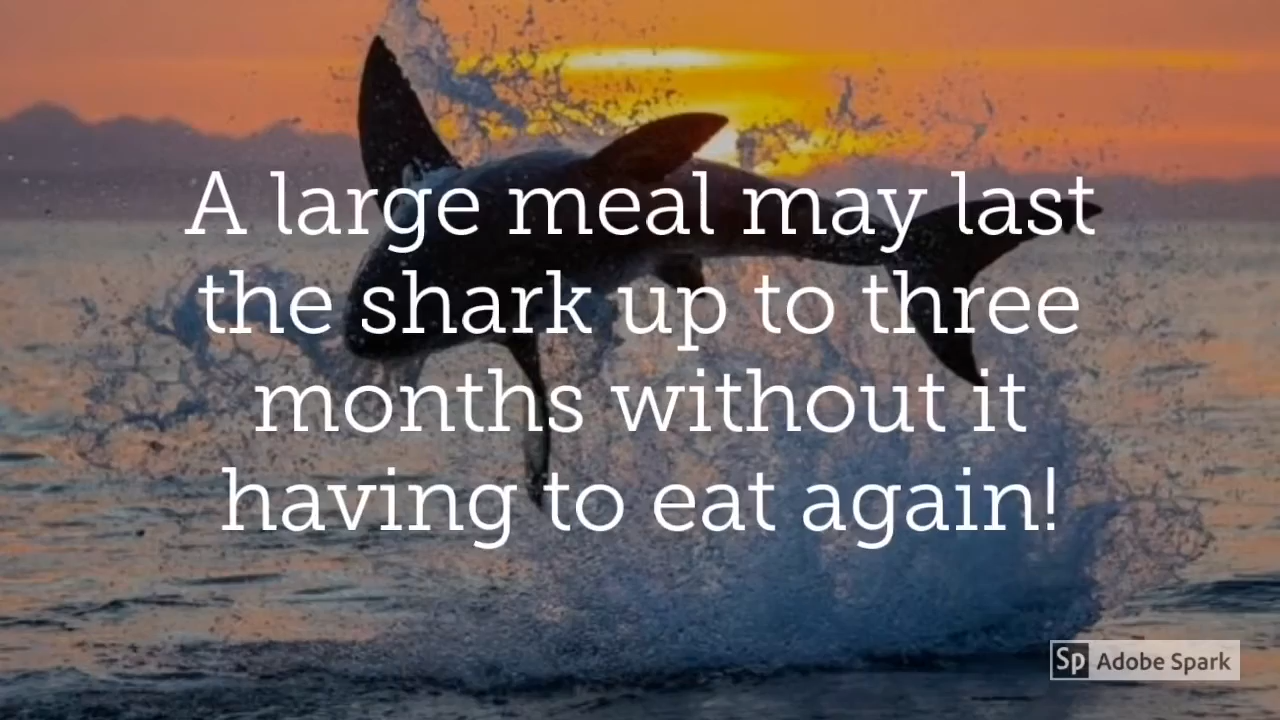 A large meal may last
the shark up to three
months without it
having to eat again!
Sp Adobe Spark